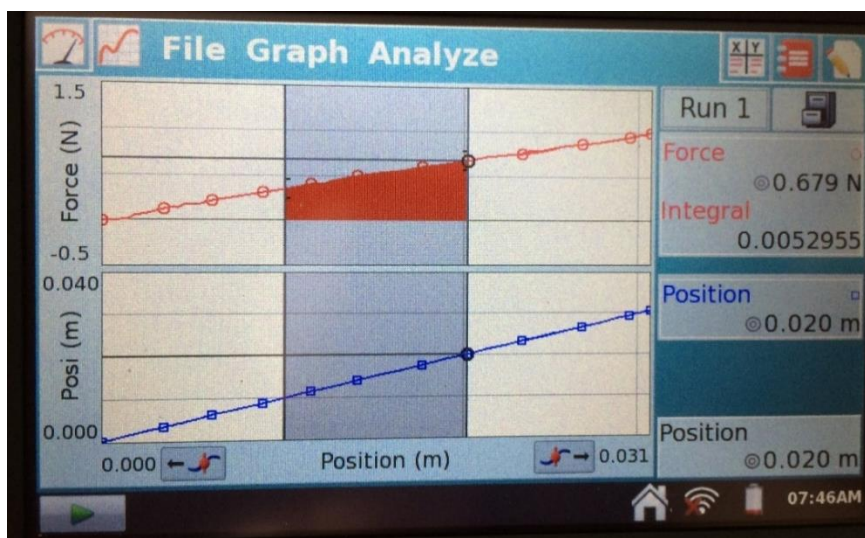 File Graph Analyze
X Y
1.5
Force (N)
-0.5
0.040
Posi (m)
0.000
0.000
Position (m)
0.031
Run 1
Force
0.679 N
Integral
0.0052955
Position
0.020 m
Position
0.020 m
07:46AM